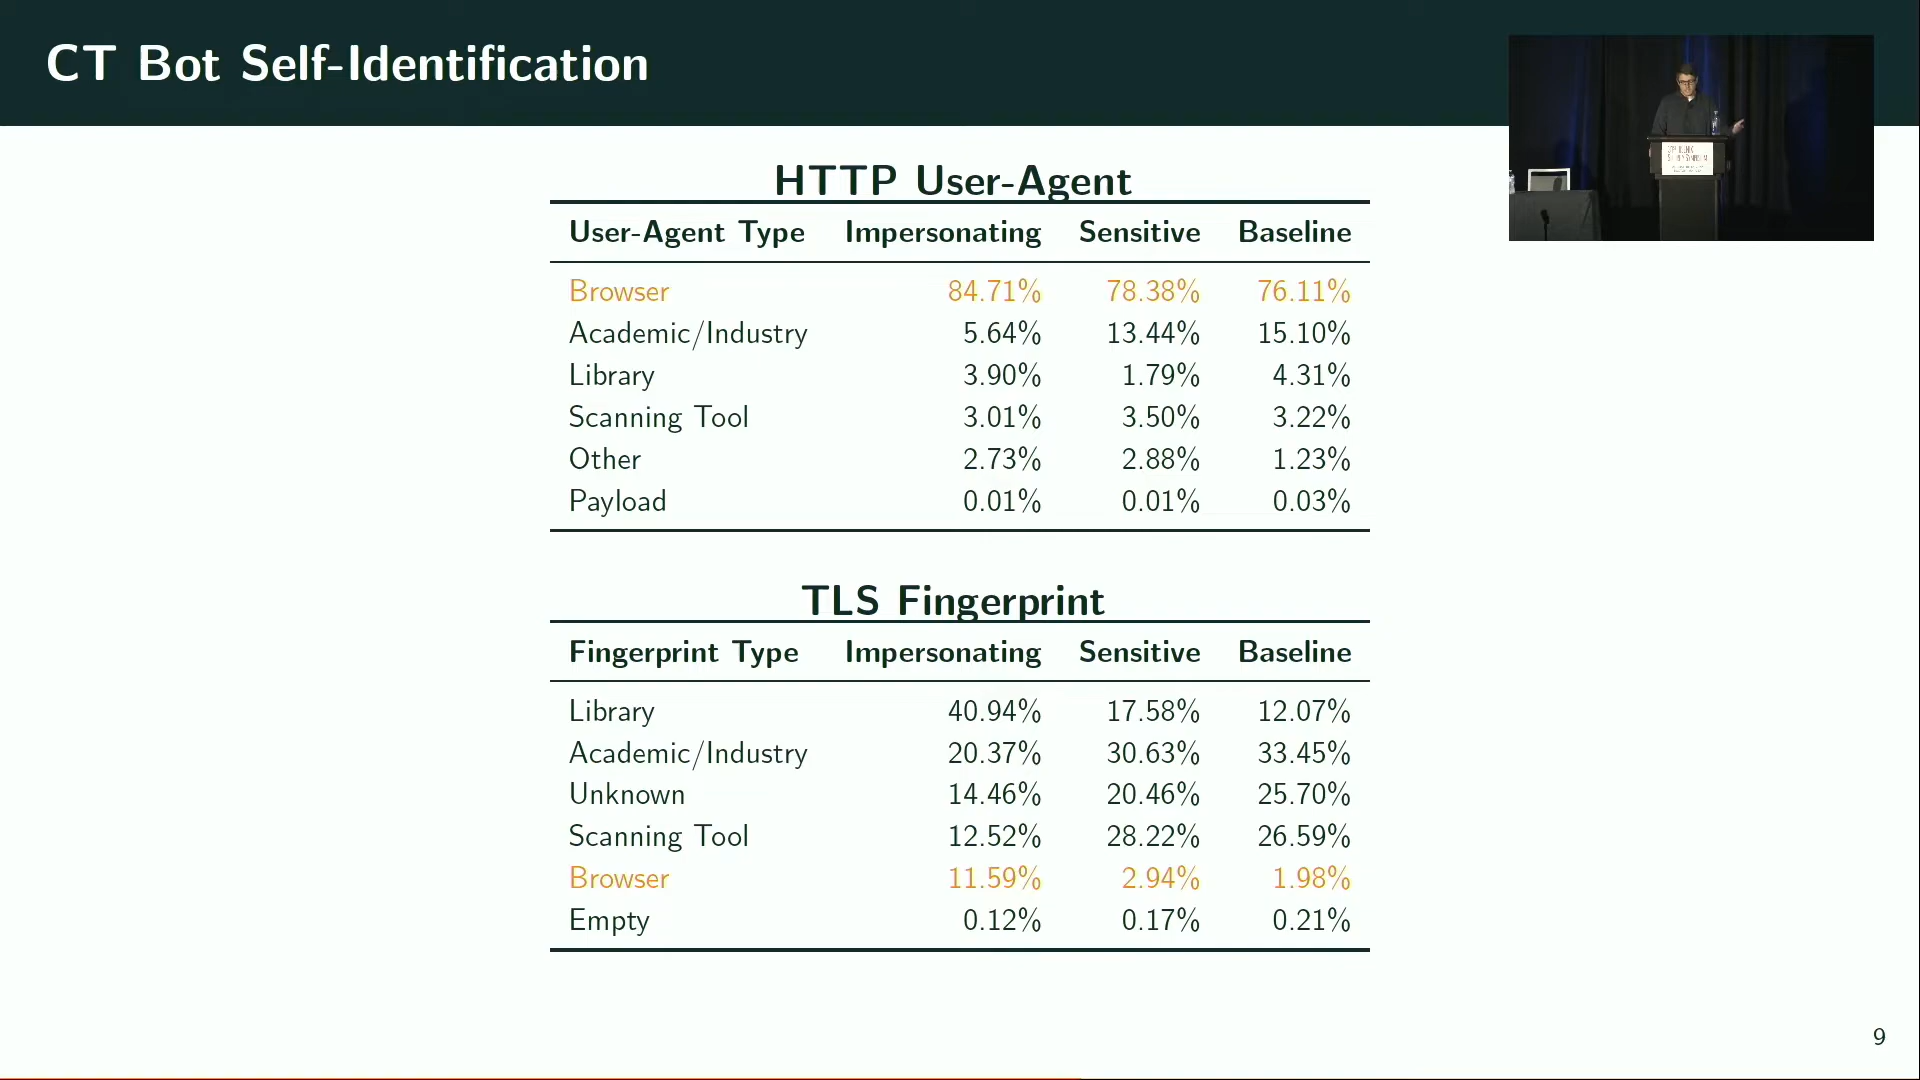 CT Bot Self-Identification
HTTP User-Agent
User-Agent Type Impersonating Sensitive Baseline
Browser 84.71% 78.38% 76.11%
Academic/Industry 5.64% 13.44% 15.10%
Library 3.90% 1.79% 4.31%
Scanning Tool 3.01% 3.50% 3.22%
Other 2.73% 2.88% 1.23%
Payload 0.01% 0.01% 0.03%
TLS Fingerprint
Fingerprint Type Impersonating Sensitive Baseline
Library 40.94% 17.58% 12.07%
Academic/Industry 20.37% 30.63% 33.45%
Unknown 14.46% 20.46% 25.70%
Scanning Tool 12.52% 28.22% 26.59%
Browser 11.59% 2.94% 1.98%
Empty 0.12% 0.17% 0.21%
9